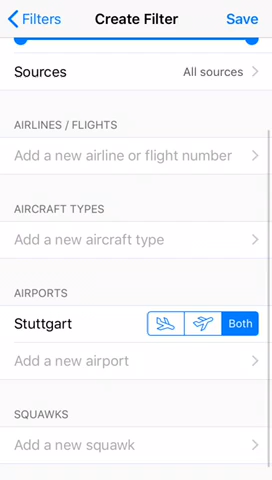 Filters Create Filter Save
Sources All sources
AIRLINES / FLIGHTS
Add a new airline or flight number
AIRCRAFT TYPES
Add a new aircraft type
AIRPORTS
Stuttgart Both
Add a new airport
SQUAWKS
Add a new squawk